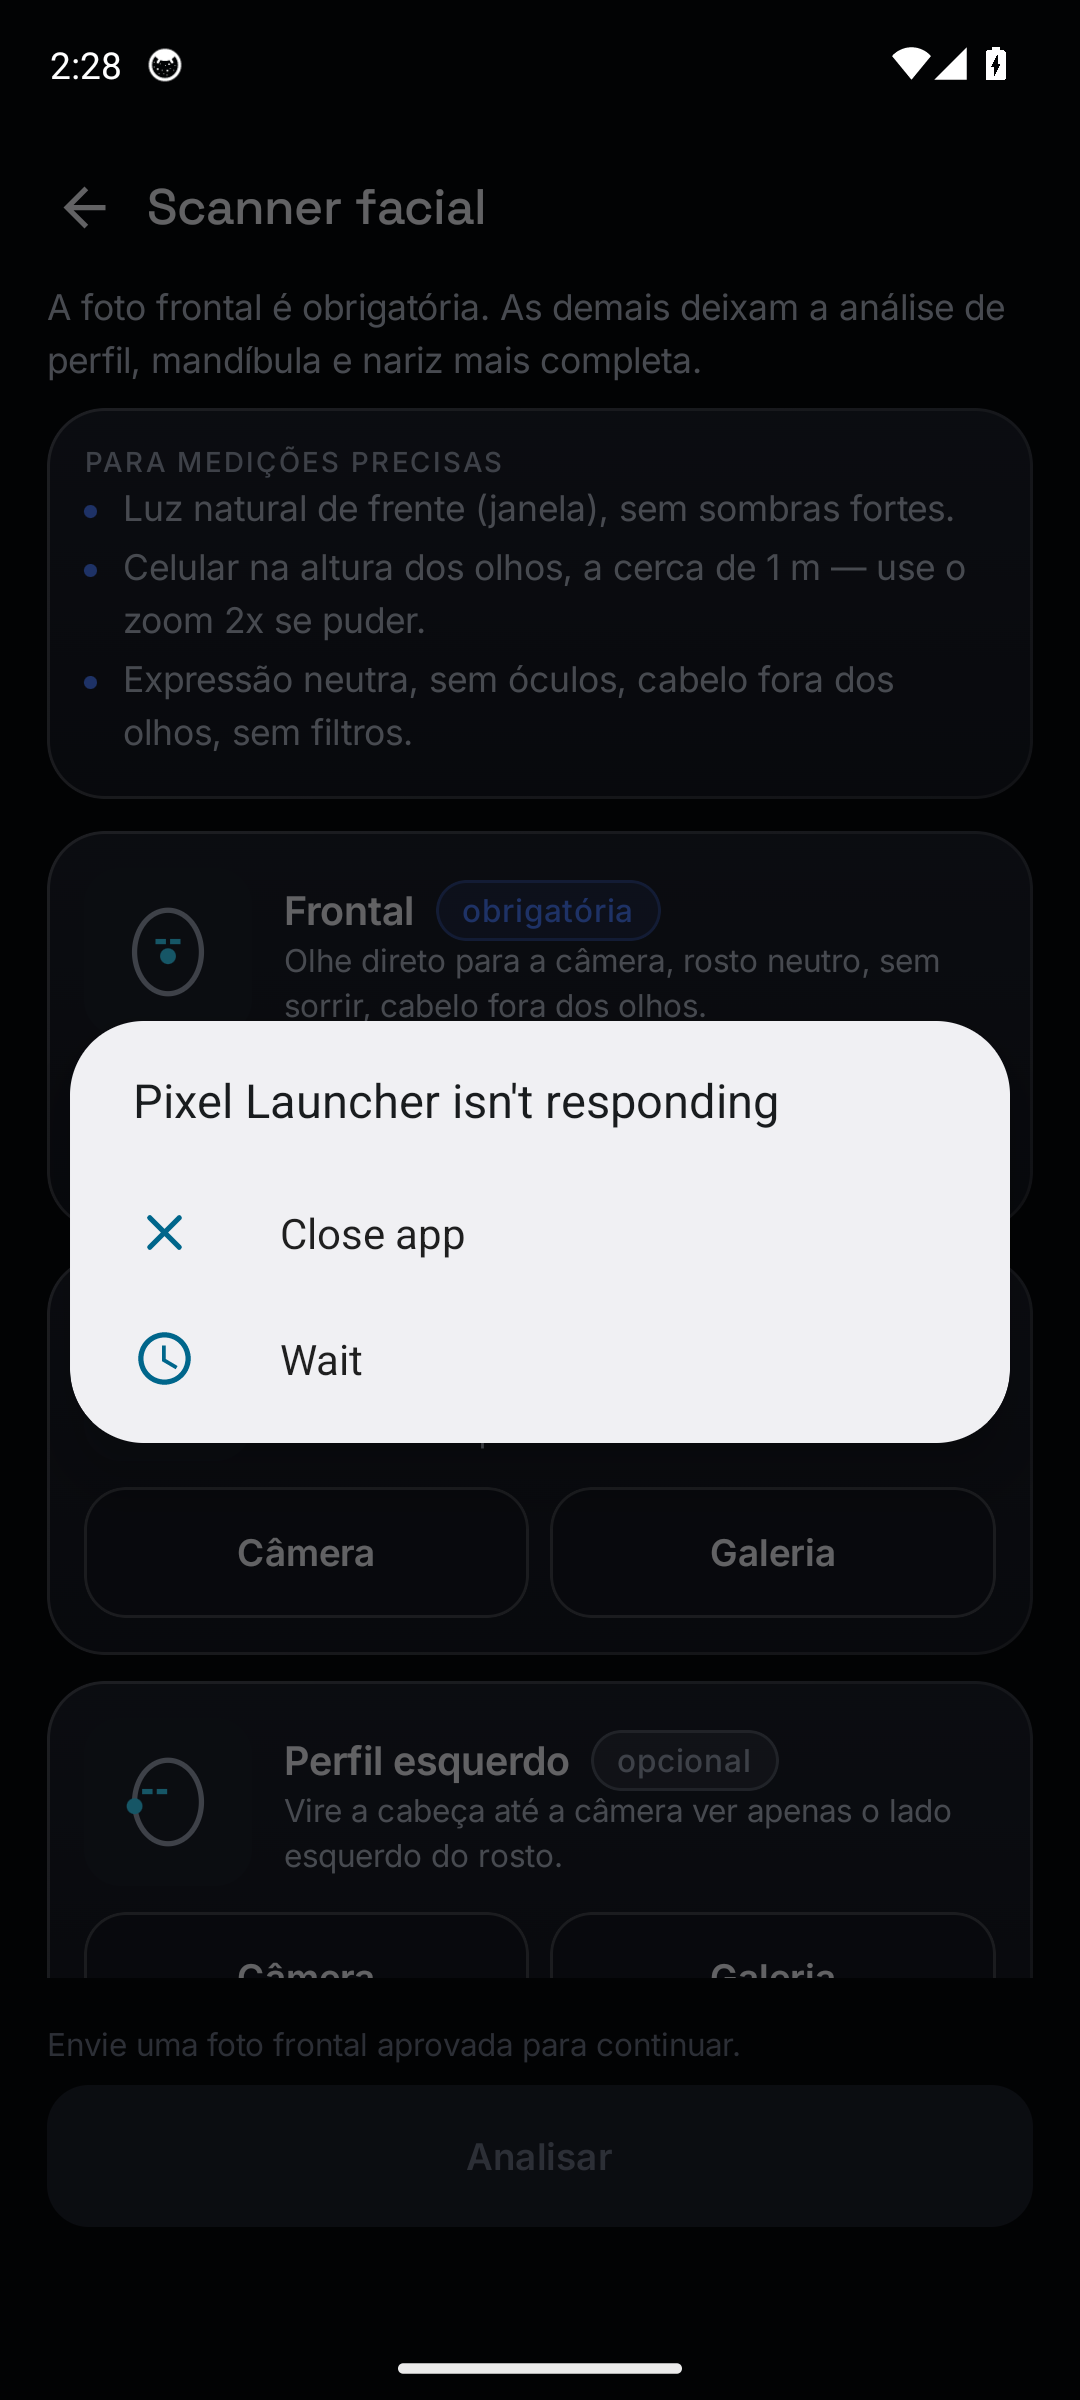 2:28
Scanner facial
A foto frontal é obrigatória. As demais deixam a análise de
perfil, mandíbula e nariz mais completa.
PARA MEDIÇÕES PRECISAS
Luz natural de frente (janela), sem sombras fortes.
Celular na altura dos olhos, a cerca de 1 m — use o
zoom 2x se puder.
Expressão neutra, sem óculos, cabelo fora dos
olhos, sem filtros.
Frontal obrigatória
Olhe direto para a câmera, rosto neutro, sem
sorrir, cabelo fora dos olhos.
Pixel Launcher isn't responding
Close app
Wait
Câmera Galeria
Perfil esquerdo opcional
Vire a cabeça até a câmera ver apenas o lado
esquerdo do rosto.
Câmera Galeria
Envie uma foto frontal aprovada para continuar.
Analisar